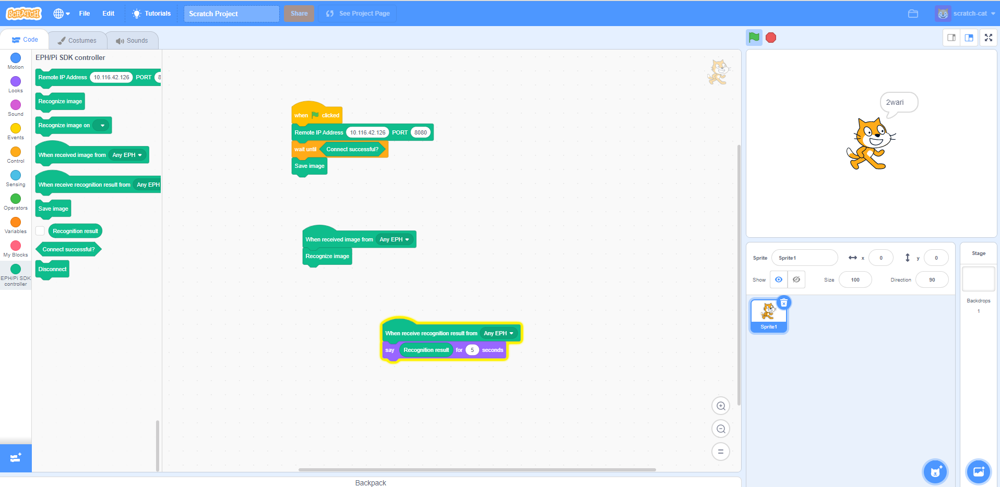 SCRATCH File Edit Tutorials Scratch Project Share See Project Page scratch-cat
Code Costumes Sounds
Motion
Looks
Sound
Events
Control
Sensing
Operators
Variables
My Blocks
EPH/Pi SDK
controller
EPH/Pi SDK controller
Remote IP Address 10.116.42.126 PORT 8
Recognize image
Recognize image on
When received image from Any EPH
When receive recognition result from Any EPH
Save image
Recognition result
Connect successful?
Disconnect
when clicked
Remote IP Address 10.116.42.126 PORT 8080
wait until Connect successful?
Save image
When received image from Any EPH
Recognize image
When receive recognition result from Any EPH
say Recognition result for 5 seconds
Backpack
2wari
Sprite Sprite1 x 0 y 0
Show Size 100 Direction 90
Sprite1
Stage
Backdrops
1